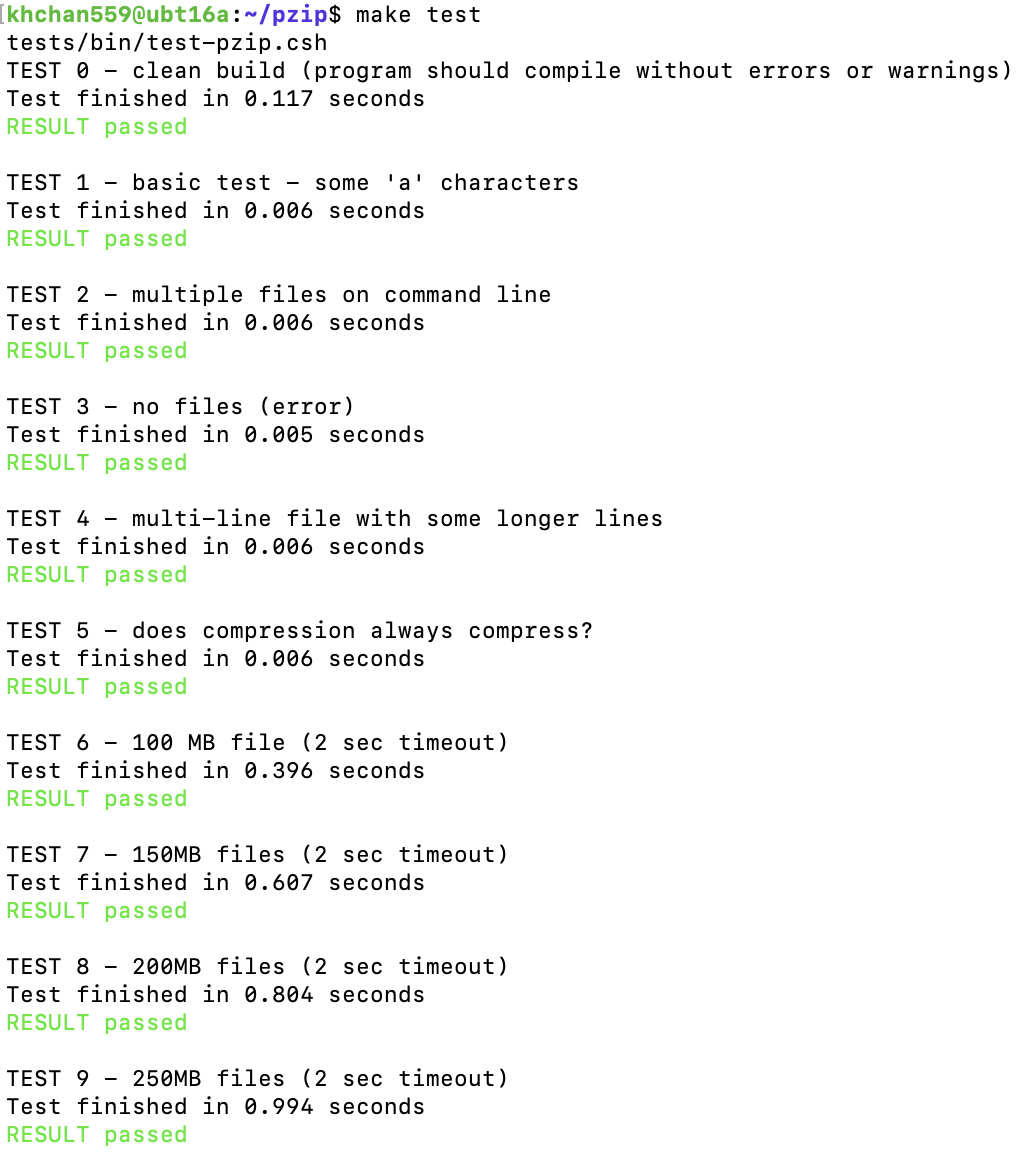 [khchan559@ubt16a:~/pzip$ make test
tests/bin/test-pzip.csh
TEST 0 – clean build (program should compile without errors or warnings)
Test finished in 0.117 seconds
RESULT passed
TEST 1 – basic test – some 'a' characters
Test finished in 0.006 seconds
RESULT passed
TEST 2 – multiple files on command line
Test finished in 0.006 seconds
RESULT passed
TEST 3 – no files (error)
Test finished in 0.005 seconds
RESULT passed
TEST 4 – multi–line file with some longer lines
Test finished in 0.006 seconds
RESULT passed
TEST 5 – does compression always compress?
Test finished in 0.006 seconds
RESULT passed
TEST 6 – 100 MB file (2 sec timeout)
Test finished in 0.396 seconds
RESULT passed
TEST 7 – 150MB files (2 sec timeout)
Test finished in 0.607 seconds
RESULT passed
TEST 8 – 200MB files (2 sec timeout)
Test finished in 0.804 seconds
RESULT passed
TEST 9 – 250MB files (2 sec timeout)
Test finished in 0.994 seconds
RESULT passed